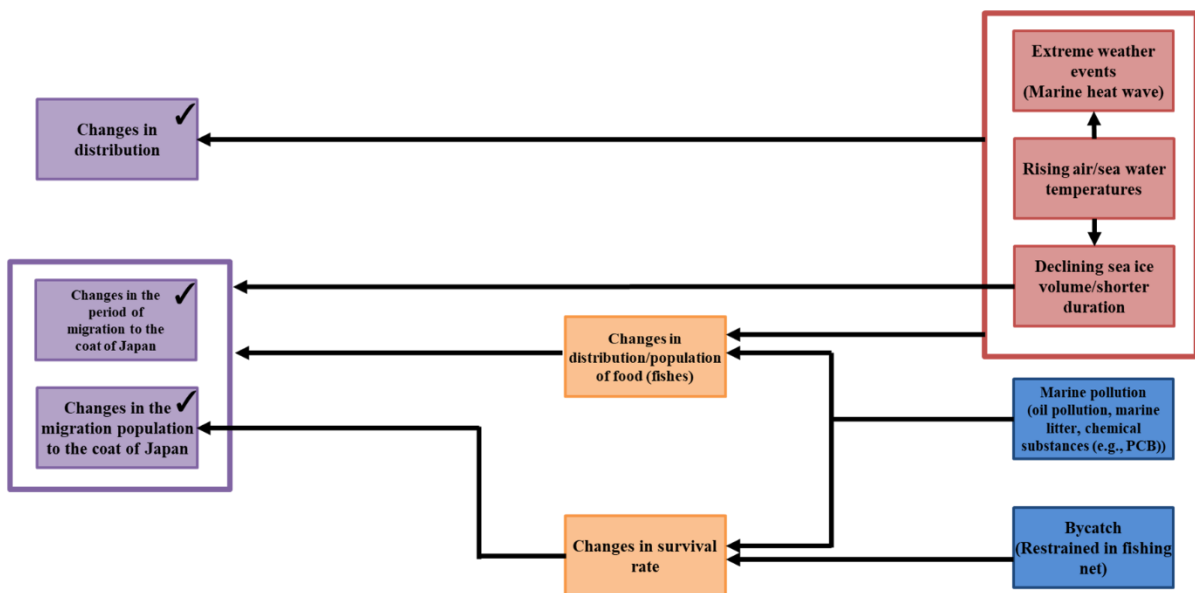 Extreme weather
events
(Marine heat wave)
Changes in
distribution
Rising air/sea water
temperatures
Declining sea ice
volume/shorter
duration
Changes in the
period of
migration to the
coat of Japan
Changes in
distribution/population
of food (fishes)
Changes in the
migration population
to the coat of Japan
Marine pollution
(oil pollution, marine
litter, chemical
substances (e.g., PCB))
Changes in survival
rate
Bycatch
(Restrained in fishing
net)